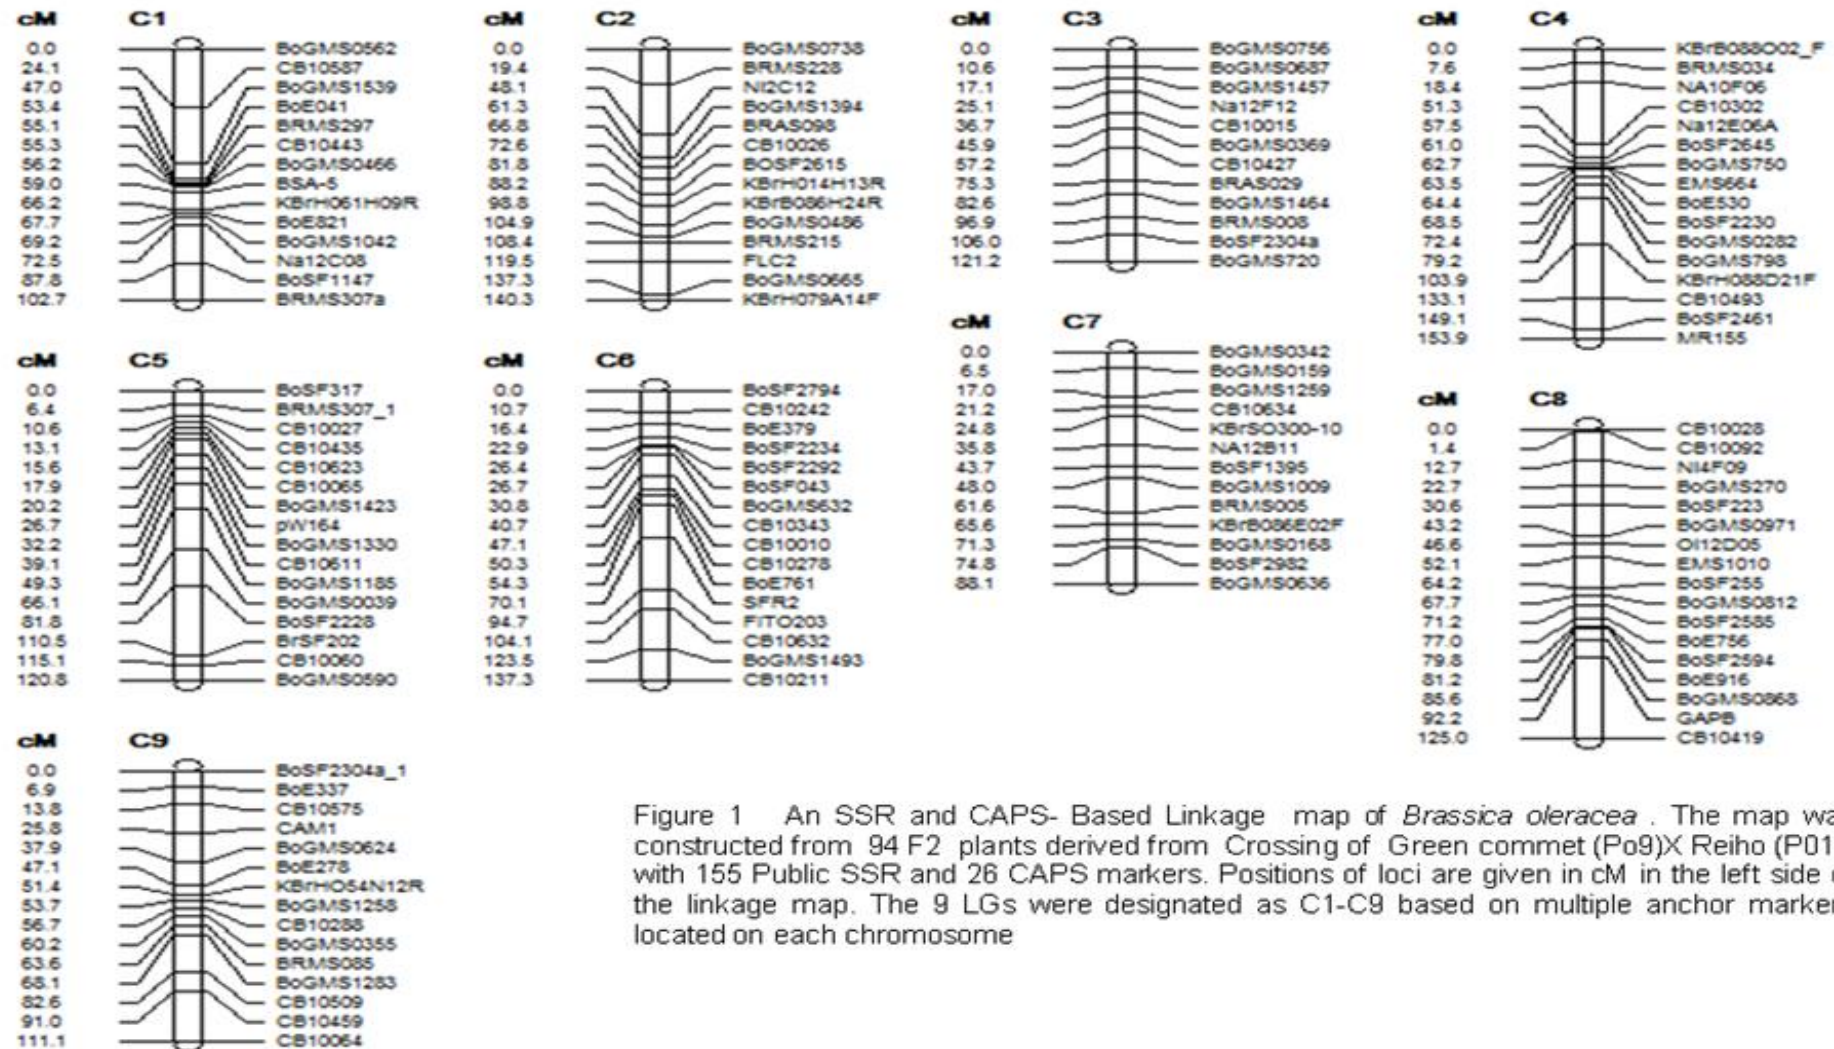 cM C1
0.0 BoGMS0562
24.1 CB10587
47.0 BoGMS1539
53.4 BoE041
55.1 BRMS297
55.3 CB10443
56.2 BoGMS0466
59.0 BSA-5
66.2 KBrH061H09R
67.7 BoE821
69.2 BoGMS1042
72.5 Na12C08
87.8 BoSF1147
102.7 BRMS307a
cM C2
0.0 BoGMS0738
19.4 BRMS228
48.1 NI2C12
61.3 BoGMS1394
66.8 BRAS098
72.6 CB10026
81.8 BOSF2615
88.2 KBrH014H13R
98.8 KBrB086H24R
104.9 BoGMS0486
108.4 BRMS215
119.5 FLC2
137.3 BoGMS0665
140.3 KBrH079A14F
cM C3
0.0 BoGMS0756
10.6 BoGMS0687
17.1 BoGMS1457
25.1 Na12F12
36.7 CB10015
45.9 BoGMS0369
57.2 CB10427
75.3 BRAS029
82.6 BoGMS1464
96.9 BRMS008
106.0 BoSF2304a
121.2 BoGMS720
cM C4
0.0 KBrB088O02_F
7.6 BRMS034
18.4 NA10F06
51.3 CB10302
57.5 Na12E06A
61.0 BoSF2645
62.7 BoGMS750
63.5 EMS664
64.4 BoE530
68.5 BoSF2230
72.4 BoGMS0282
79.2 BoGMS798
103.9 KBrH088D21F
133.1 CB10493
149.1 BoSF2461
153.9 MR155
cM C5
0.0 BoSF317
6.4 BRMS307_1
10.6 CB10027
13.1 CB10435
15.6 CB10623
17.9 CB10065
20.2 BoGMS1423
26.7 pW164
32.2 BoGMS1330
39.1 CB10611
49.3 BoGMS1185
66.1 BoGMS0039
81.8 BoSF2228
110.5 BrSF202
115.1 CB10060
120.8 BoGMS0590
cM C6
0.0 BoSF2794
10.7 CB10242
16.4 BoE379
22.9 BoSF2234
26.4 BoSF2292
26.7 BoSF043
30.8 BoGMS632
40.7 CB10343
47.1 CB10010
50.3 CB10278
54.3 BoE761
70.1 SFR2
94.7 FITO203
104.1 CB10632
123.5 BoGMS1493
137.3 CB10211
cM C7
0.0 BoGMS0342
6.5 BoGMS0159
17.0 BoGMS1259
21.2 CB10634
24.8 KBrSO300-10
35.8 NA12B11
43.7 BoSF1395
48.0 BoGMS1009
61.6 BRMS005
65.6 KBrB086E02F
71.3 BoGMS0168
74.8 BoSF2982
88.1 BoGMS0636
cM C8
0.0 CB10028
1.4 CB10092
12.7 NI4F09
22.7 BoGMS270
30.6 BoSF223
43.2 BoGMS0971
46.6 Ol12D05
52.1 EMS1010
64.2 BoSF255
67.7 BoGMS0812
71.2 BoSF2585
77.0 BoE756
79.8 BoSF2594
81.2 BoE916
85.6 BoGMS0868
92.2 GAPB
125.0 CB10419
cM C9
0.0 BoSF2304a_1
6.9 BoE337
13.8 CB10575
25.8 CAM1
37.9 BoGMS0624
47.1 BoE278
51.4 KBrHO54N12R
53.7 BoGMS1258
56.7 CB10288
60.2 BoGMS0355
63.6 BRMS085
68.1 BoGMS1283
82.6 CB10509
91.0 CB10459
111.1 CB10064
Figure 1 An SSR and CAPS- Based Linkage map of Brassica oleracea . The map wa
constructed from 94 F2 plants derived from Crossing of Green commet (Po9)X Reiho (P01
with 155 Public SSR and 26 CAPS markers. Positions of loci are given in cM in the left side o
the linkage map. The 9 LGs were designated as C1-C9 based on multiple anchor marker
located on each chromosome